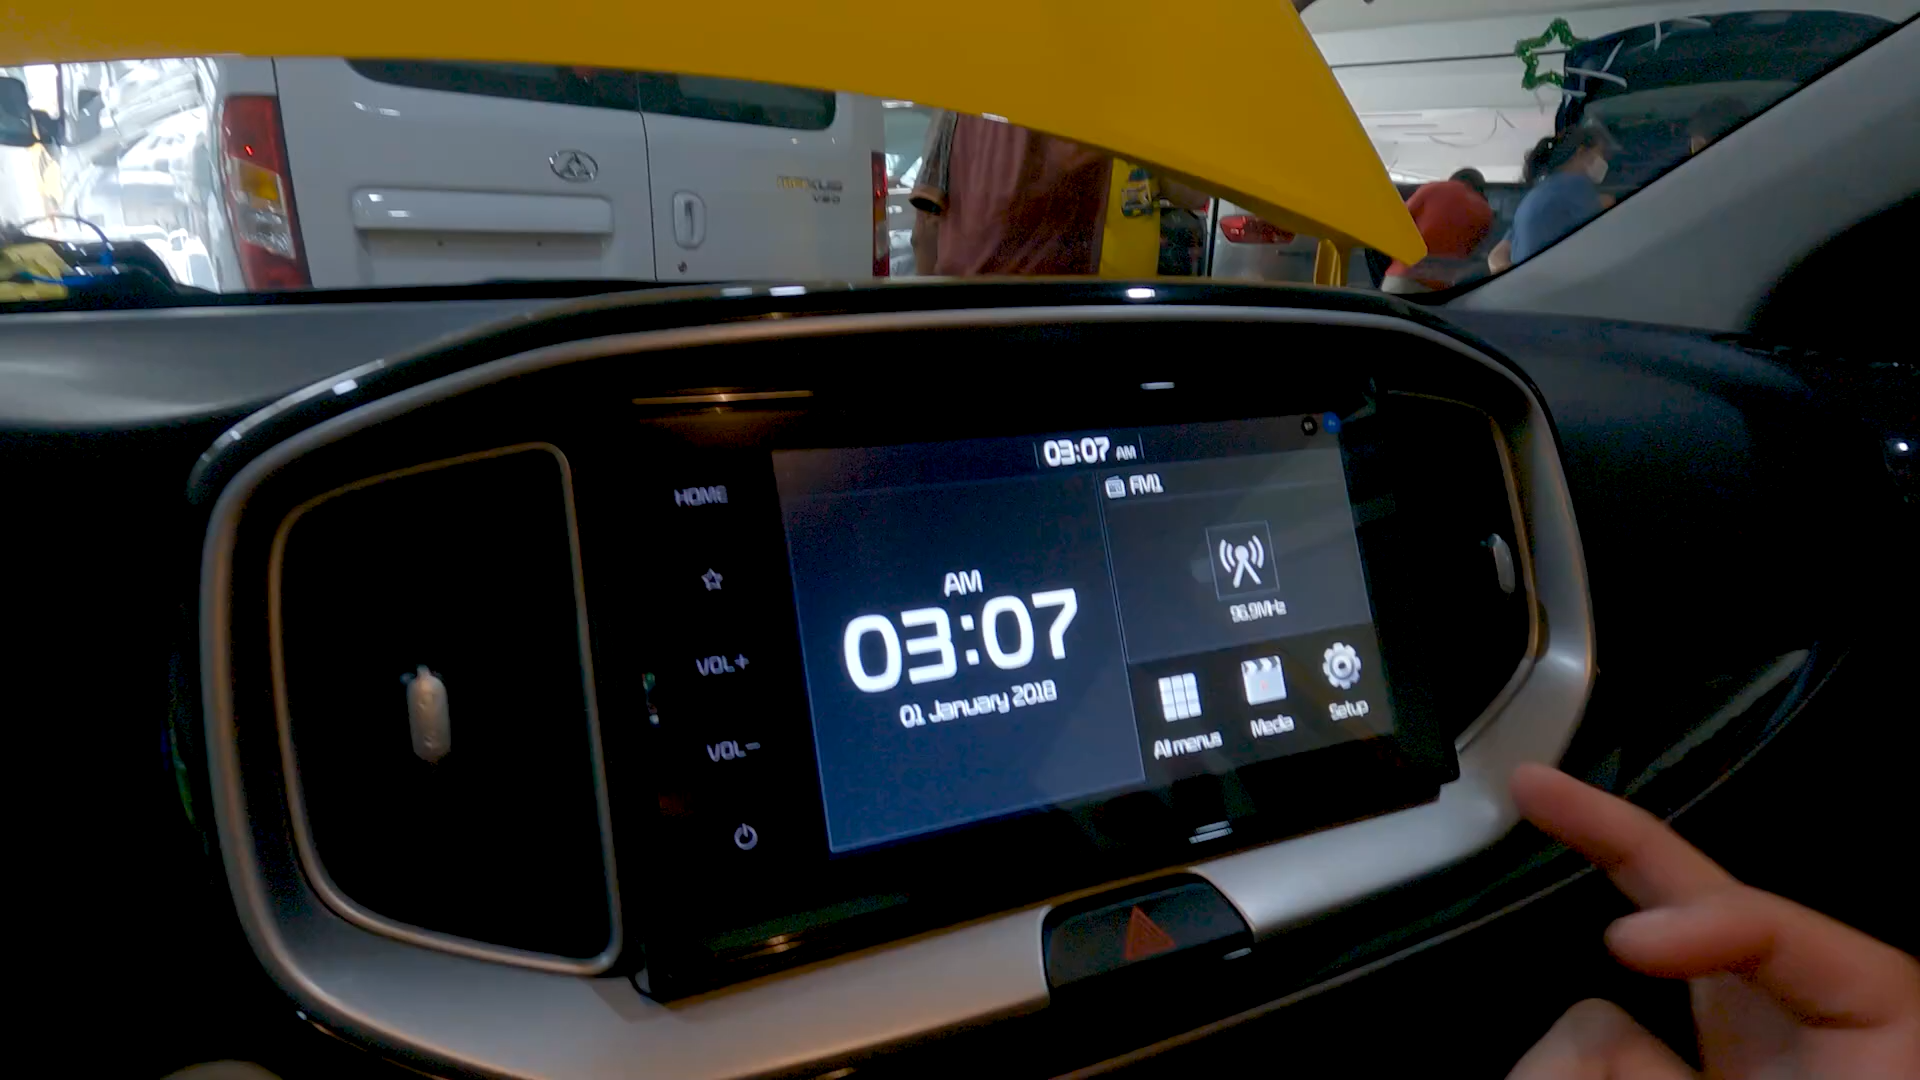 MAXUS
V80
03:07 AM
HOME
FM1
AM
03:07
01 January 2018
96.9MHz
VOL+
VOL-
All menus
Media
Setup